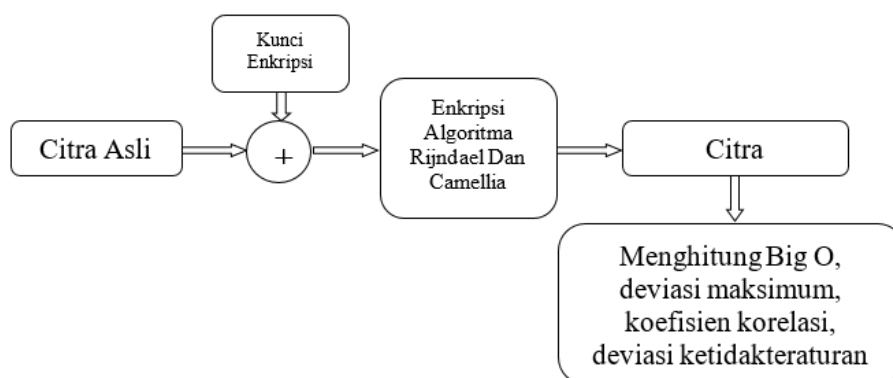 Kunci
Enkripsi
Citra Asli
+
Enkripsi
Algoritma
Rijndael Dan
Camellia
Citra
Menghitung Big O,
deviasi maksimum,
koefisien korelasi,
deviasi ketidakteraturan